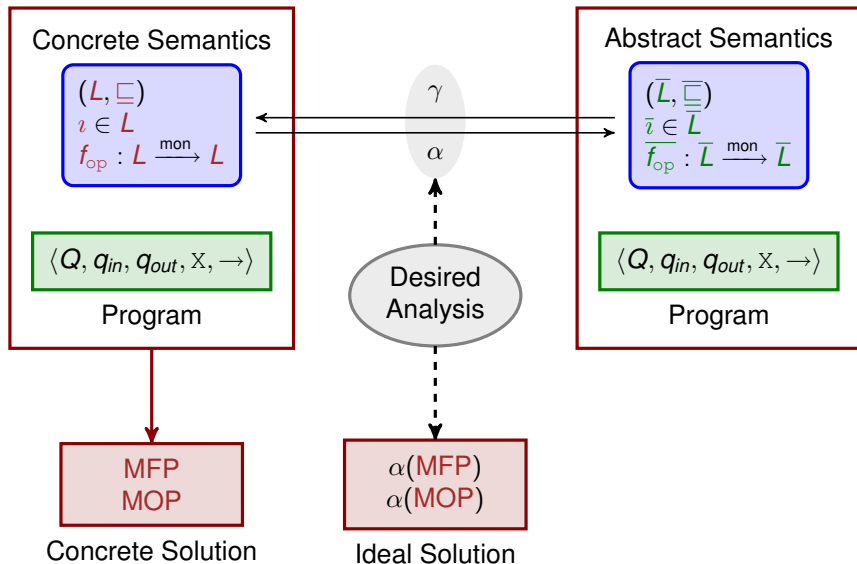 Concrete Semantics
(L, ⊑)
ı ∈ L
f_op : L —mon→ L
⟨Q, q_in, q_out, X, →⟩
Program
γ
α
Desired
Analysis
Abstract Semantics
(L̅, ⊑̅)
ı̅ ∈ L̅
f̅_o̅p̅ : L̅ —mon→ L̅
⟨Q, q_in, q_out, X, →⟩
Program
MFP
MOP
Concrete Solution
α(MFP)
α(MOP)
Ideal Solution